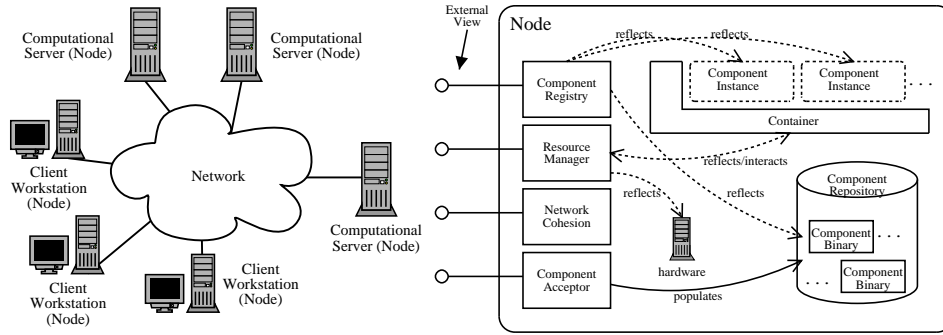 Computational
Server (Node)
Computational
Server (Node)
Client
Workstation
(Node)
Network
Computational
Server (Node)
Client
Workstation
(Node)
Client
Workstation
(Node)
External
View
Node
reflects
reflects
Component
Registry
Component
Instance
Component
Instance
. . .
Container
Resource
Manager
reflects/interacts
reflects
reflects
Component
Repository
Network
Cohesion
hardware
Component
Binary
. . .
Component
Acceptor
populates
. . .
Component
Binary